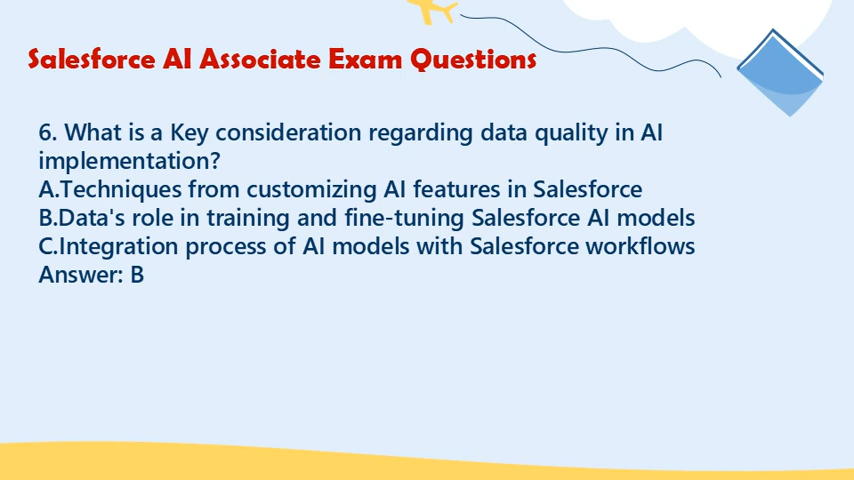 Salesforce AI Associate Exam Questions
6. What is a Key consideration regarding data quality in AI
implementation?
A.Techniques from customizing AI features in Salesforce
B.Data's role in training and fine-tuning Salesforce AI models
C.Integration process of AI models with Salesforce workflows
Answer: B